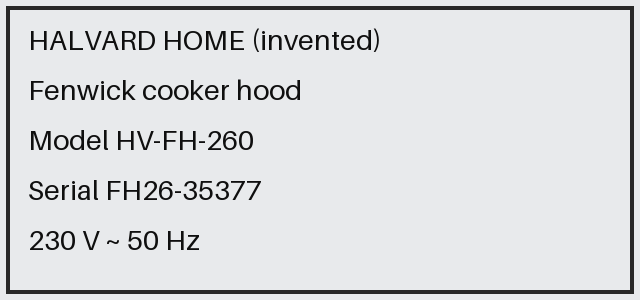 HALVARD HOME (invented)
Fenwick cooker hood
Model HV-FH-260
Serial FH26-35377
230 V ~ 50 Hz